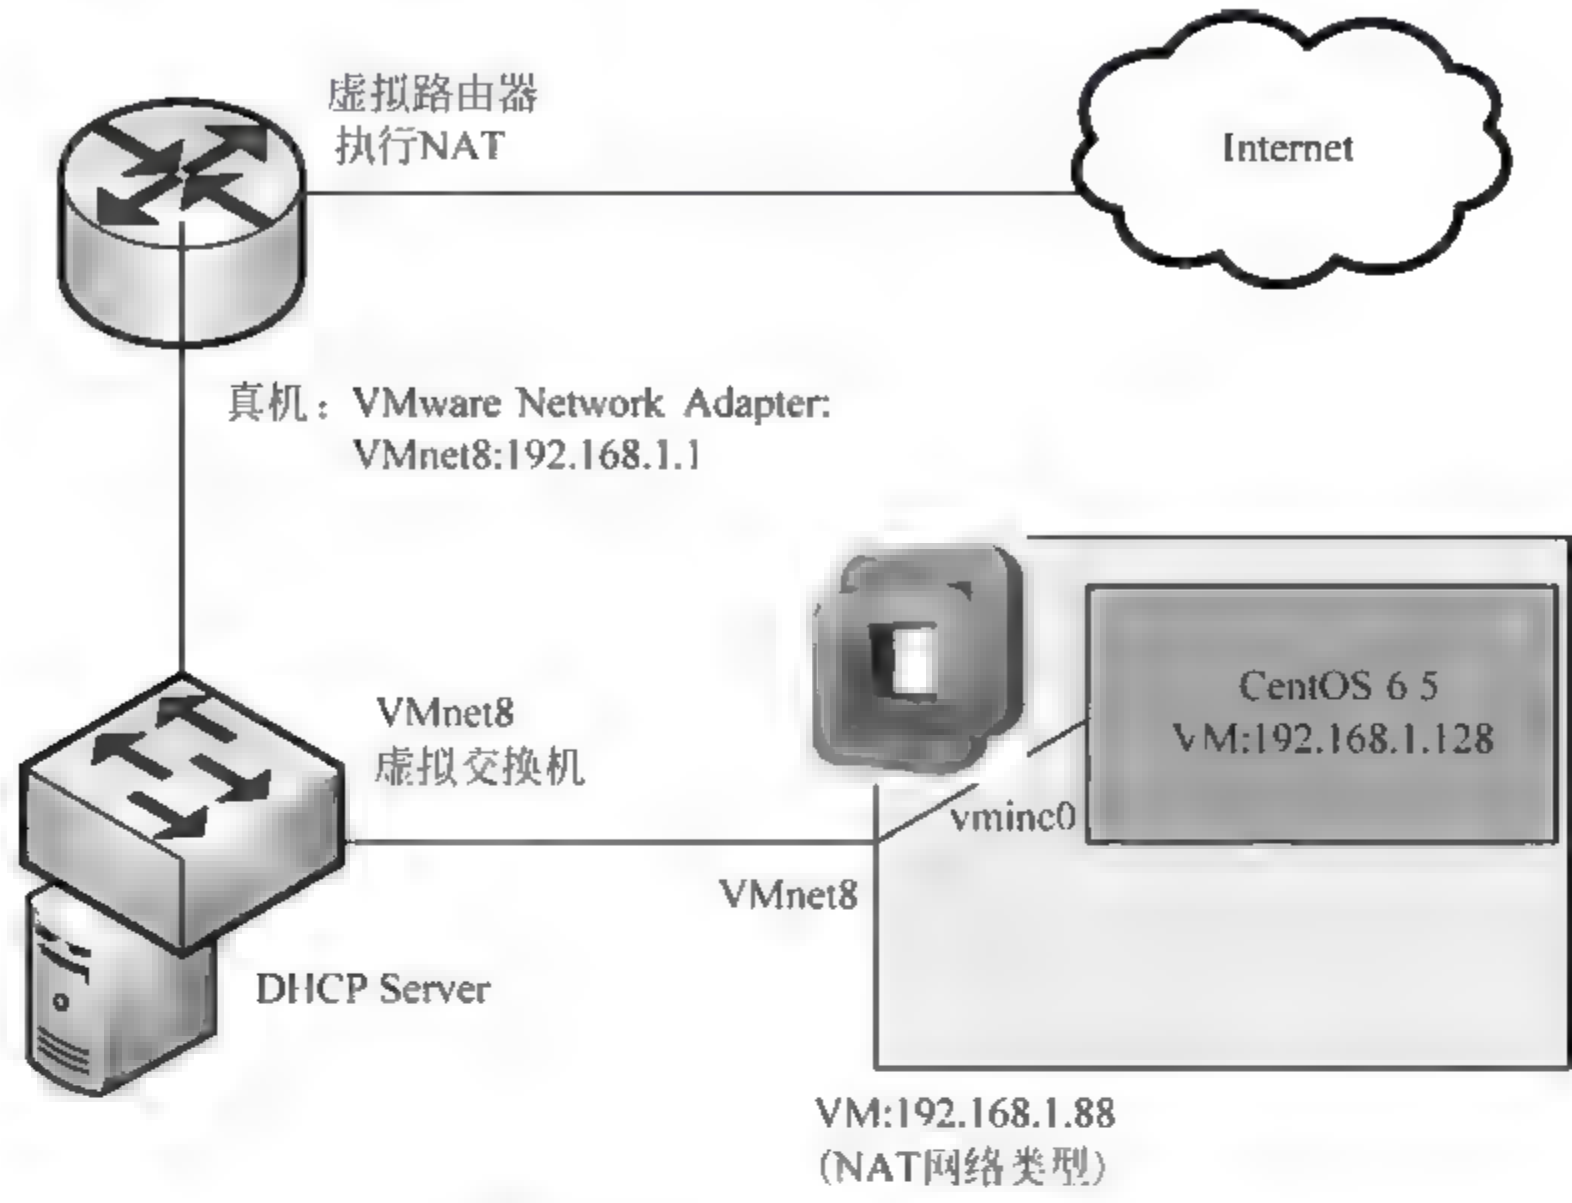 虚拟路由器
执行NAT
Internet
真机：VMware Network Adapter:
VMnet8:192.168.1.1
CentOS 6 5
VM:192.168.1.128
VMnet8
虚拟交换机
vminc0
VMnet8
DHCP Server
VM:192.168.1.88
(NAT网络类型)